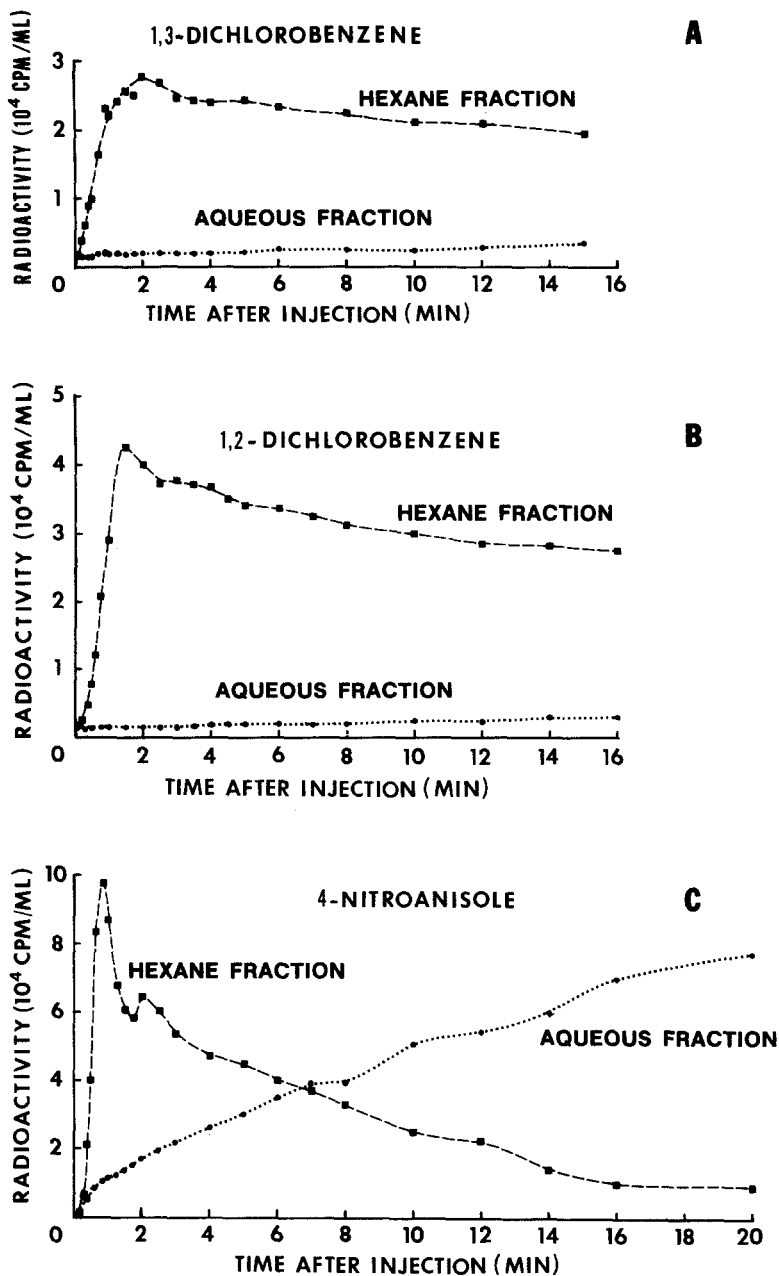 1,3-DICHLOROBENZENE
A
RADIOACTIVITY (10⁴ CPM/ML)
3
2
1
0
HEXANE FRACTION
AQUEOUS FRACTION
2 4 6 8 10 12 14 16
TIME AFTER INJECTION (MIN)
1,2-DICHLOROBENZENE
B
RADIOACTIVITY (10⁴ CPM/ML)
5
4
3
2
1
0
HEXANE FRACTION
AQUEOUS FRACTION
2 4 6 8 10 12 14 16
TIME AFTER INJECTION (MIN)
4-NITROANISOLE
C
RADIOACTIVITY (10⁴ CPM/ML)
10
8
6
4
2
0
HEXANE FRACTION
AQUEOUS FRACTION
2 4 6 8 10 12 14 16 18 20
TIME AFTER INJECTION (MIN)